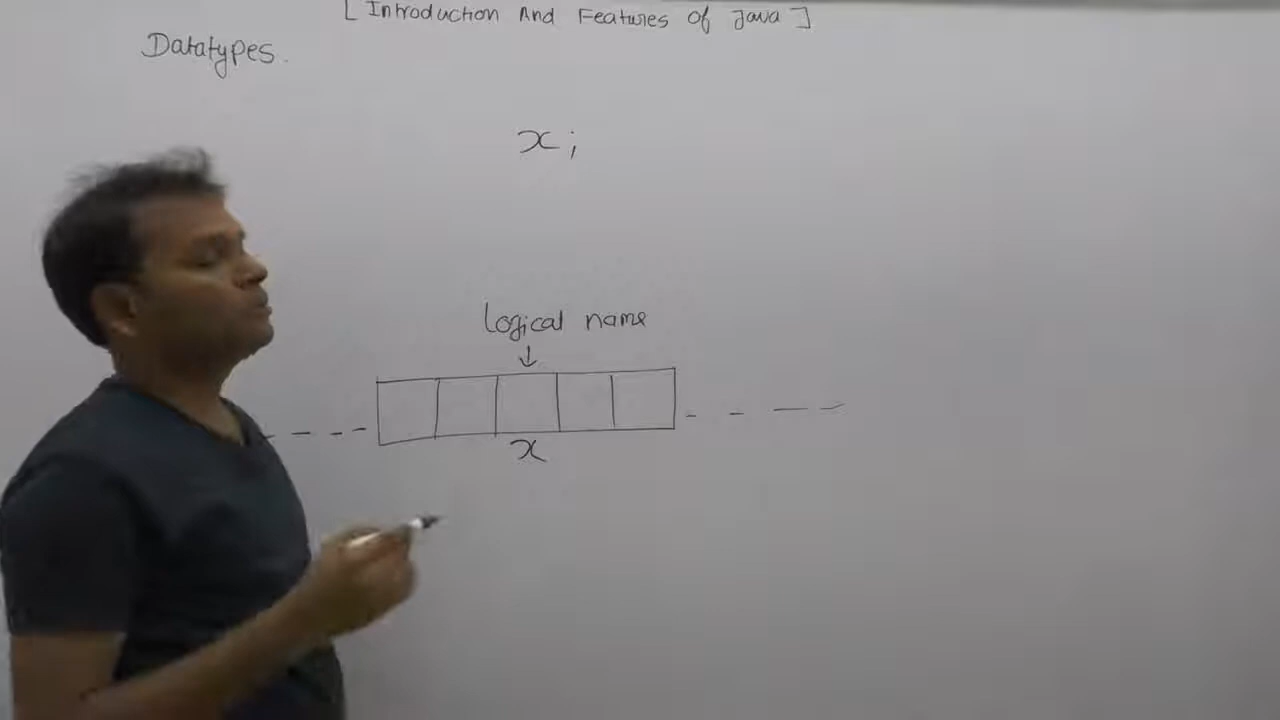 [ Introduction And Features Of Java ]
Datatypes.
x ;
Logical name
x